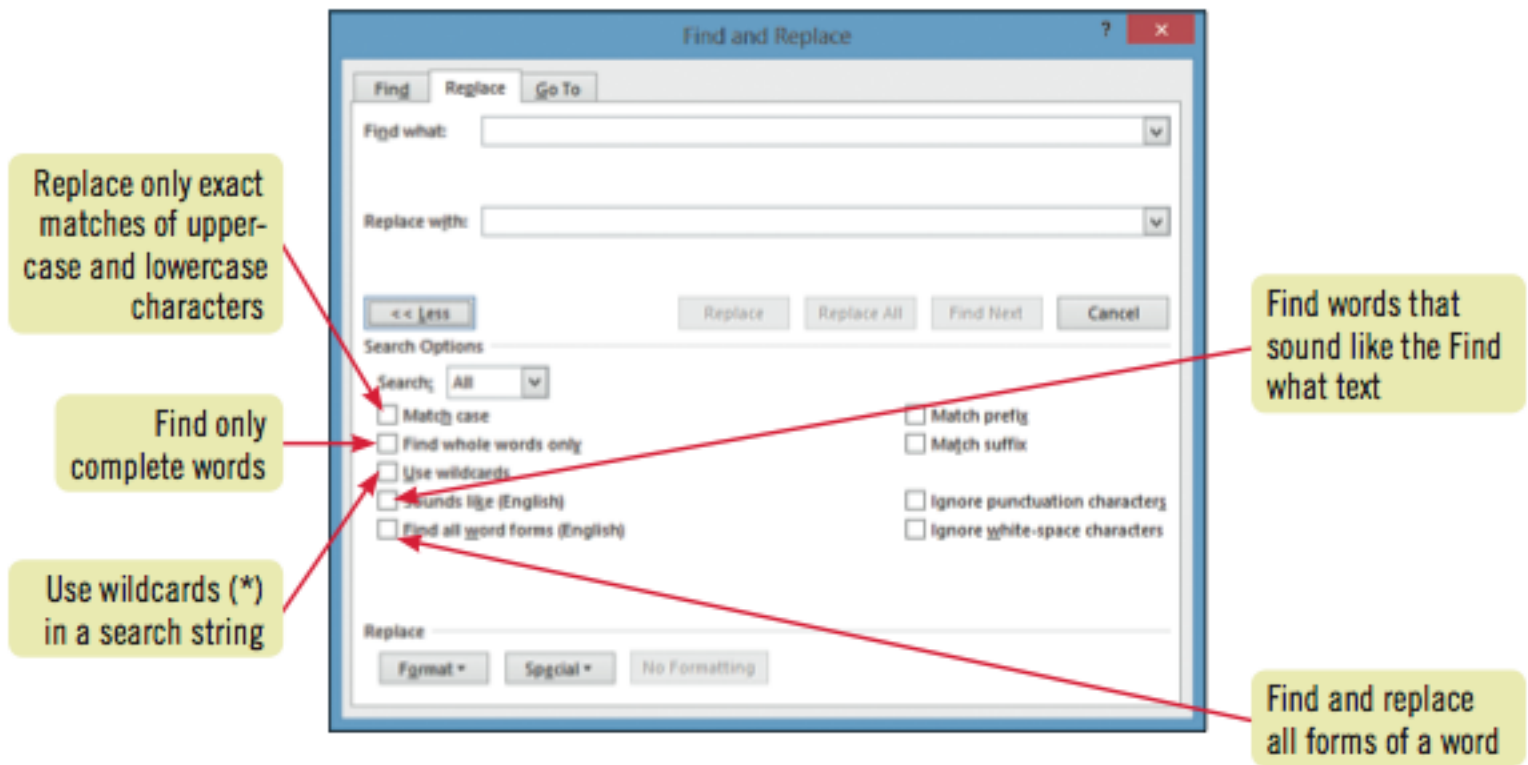 Find and Replace
?
Find
Replace
Go To
Find what:
Replace with:
<< Less
Replace
Replace All
Find Next
Cancel
Search Options
Search:
All
Match case
Find whole words only
Use wildcards
Sounds like (English)
Find all word forms (English)
Match prefix
Match suffix
Ignore punctuation characters
Ignore white-space characters
Replace
Format
Special
No Formatting
Replace only exact
matches of upper-
case and lowercase
characters
Find only
complete words
Use wildcards (*)
in a search string
Find words that
sound like the Find
what text
Find and replace
all forms of a word